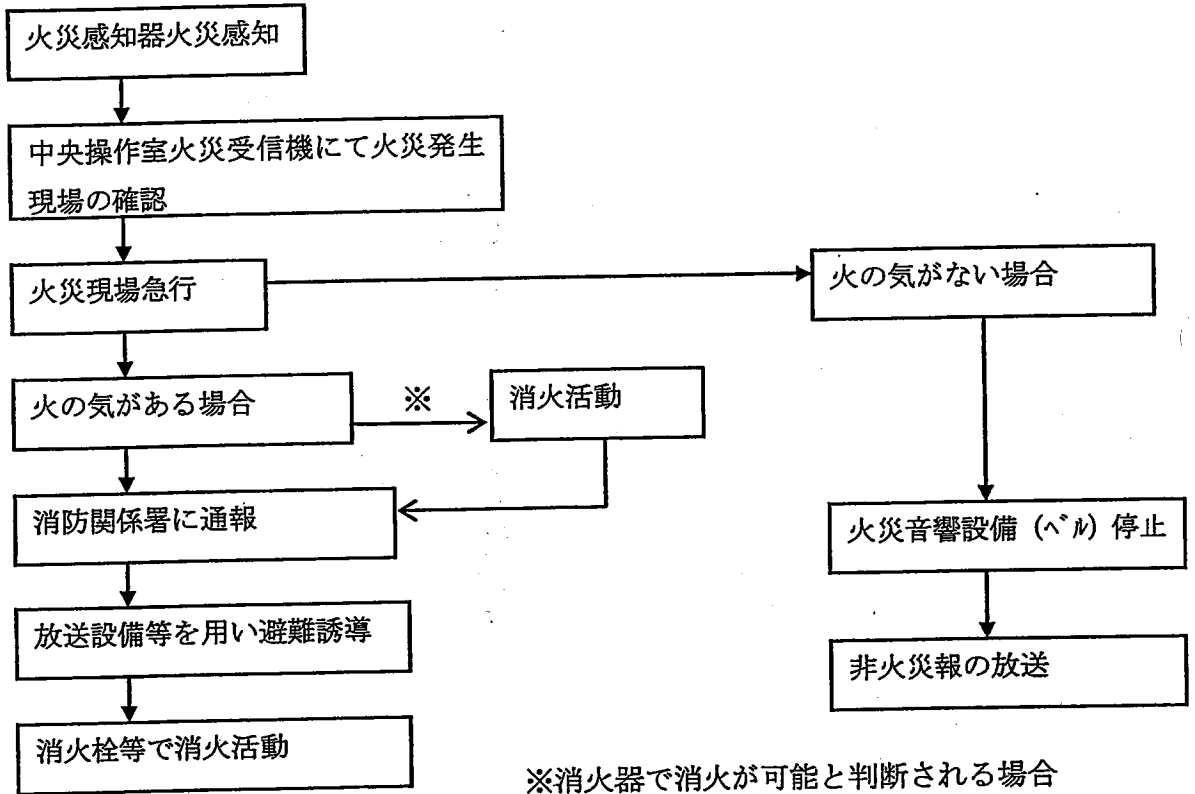 火災感知器火災感知
中央操作室火災受信機にて火災発生
現場の確認
火災現場急行
火の気がない場合
火の気がある場合
※
消火活動
消防関係署に通報
火災音響設備（ﾍﾞﾙ）停止
放送設備等を用い避難誘導
非火災報の放送
消火栓等で消火活動
※消火器で消火が可能と判断される場合